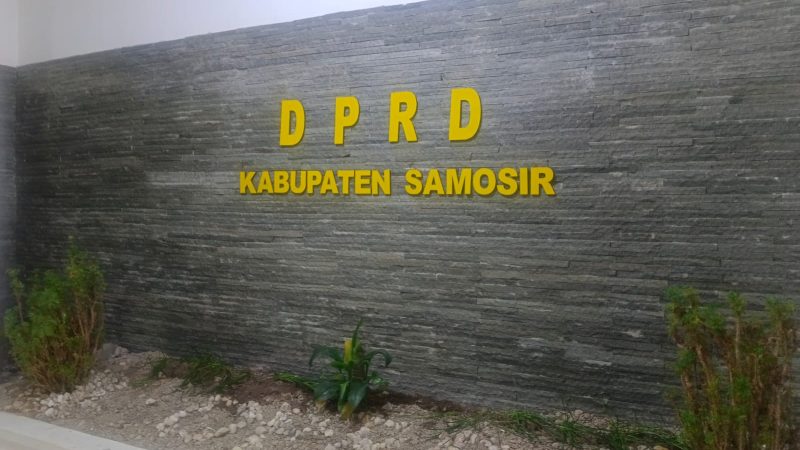 DPRD
KABUPATEN SAMOSIR